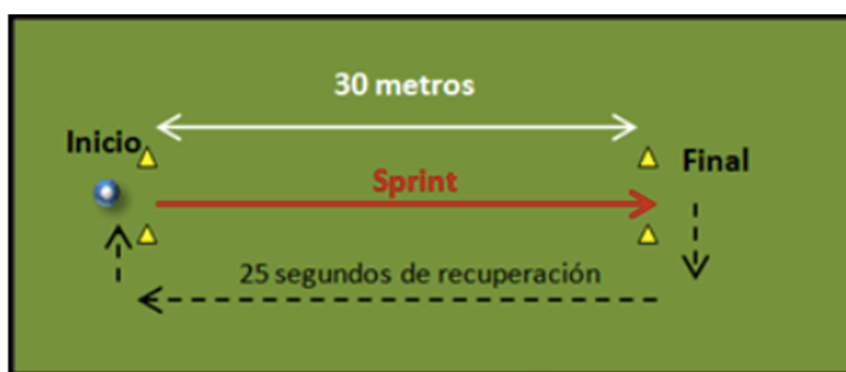 30 metros
Inicio
Final
Sprint
25 segundos de recuperación